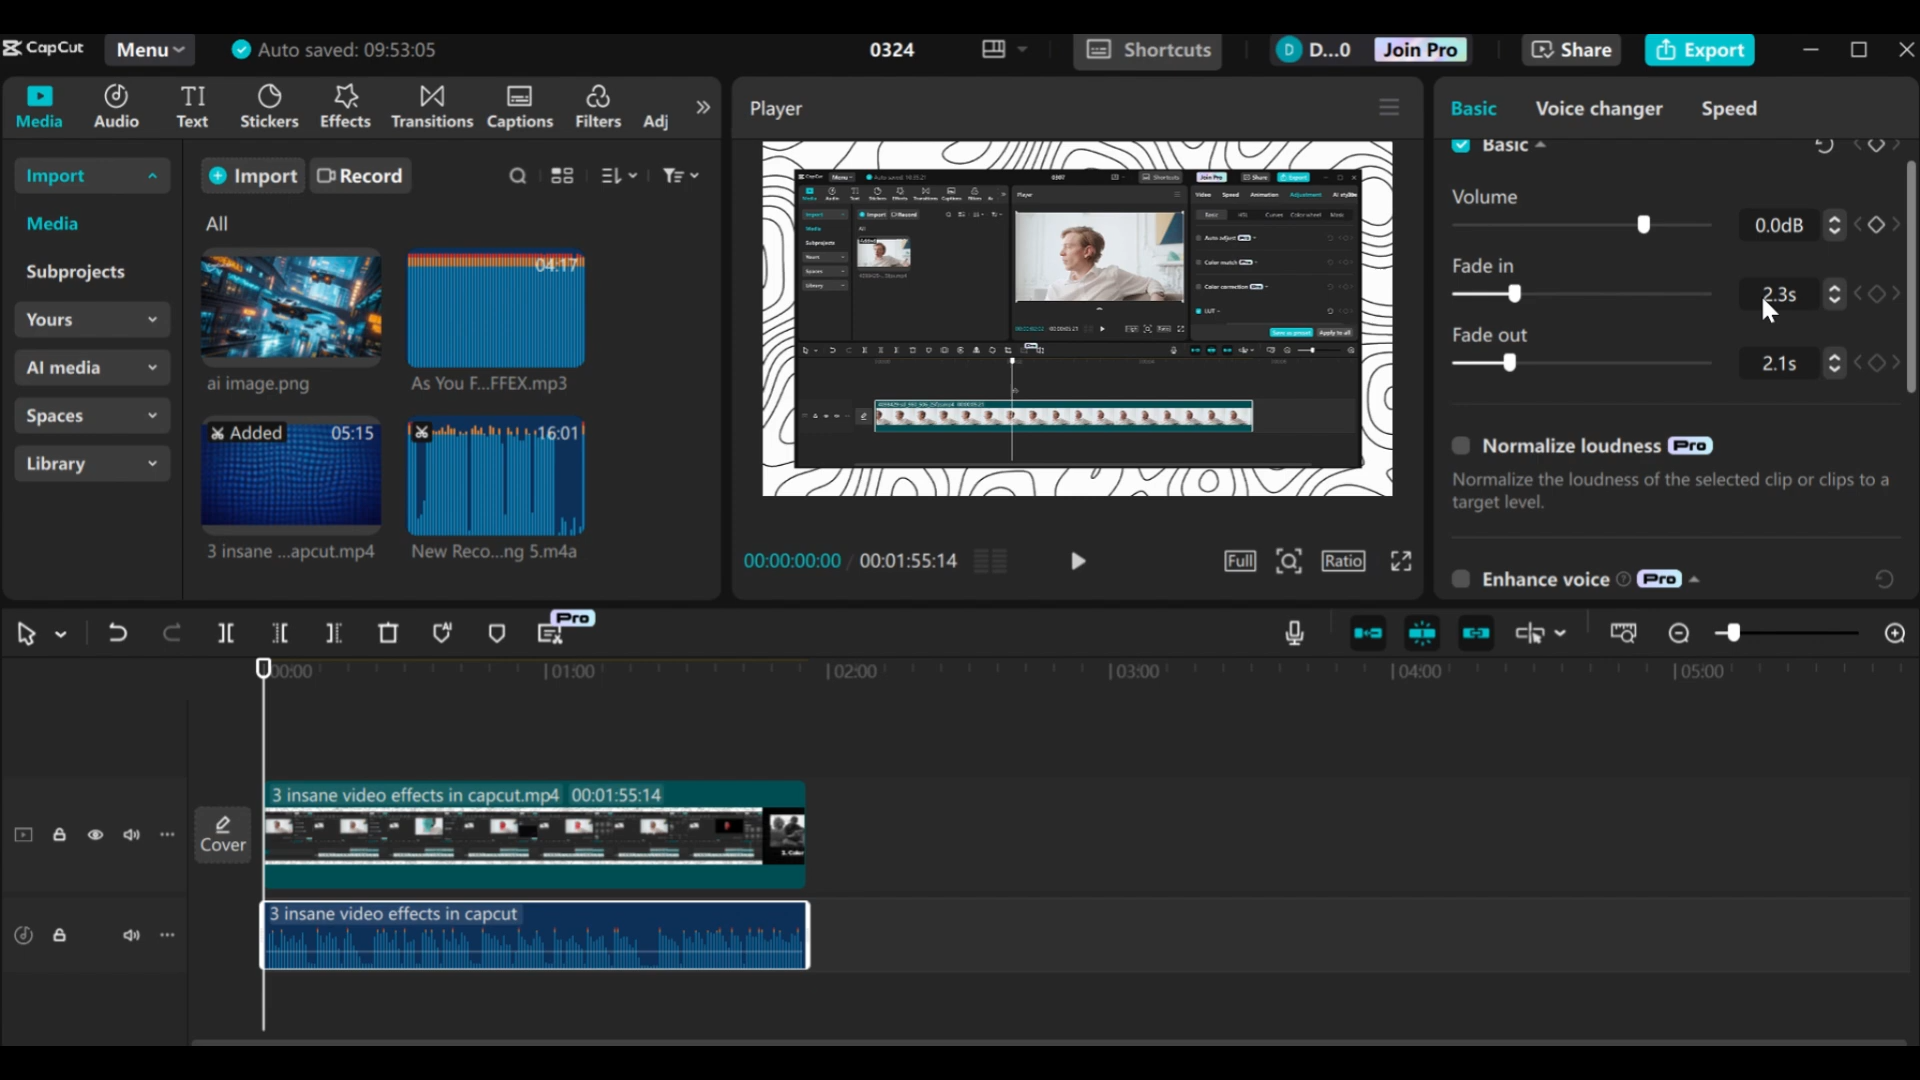 CapCut
Menu
Auto saved: 09:53:05
0324
Shortcuts
D
D...0
Join Pro
Share
Export
Media
Audio
TI
Text
Stickers
Effects
Transitions
Captions
Filters
Adj
Player
Basic
Voice changer
Speed
Import
Media
Subprojects
Yours
AI media
Spaces
Library
Import
Record
All
04:17
ai image.png
As You F...FFEX.mp3
Added
05:15
16:01
3 insane ...apcut.mp4
New Reco...ng 5.m4a
00:00:00:00 / 00:01:55:14
Full
Ratio
Basic
Volume
0.0dB
Fade in
2.3s
Fade out
2.1s
Normalize loudness Pro
Normalize the loudness of the selected clip or clips to a
target level.
Enhance voice Pro
Pro
00:00
01:00
02:00
03:00
04:00
05:00
Cover
3 insane video effects in capcut.mp4 00:01:55:14
3 insane video effects in capcut